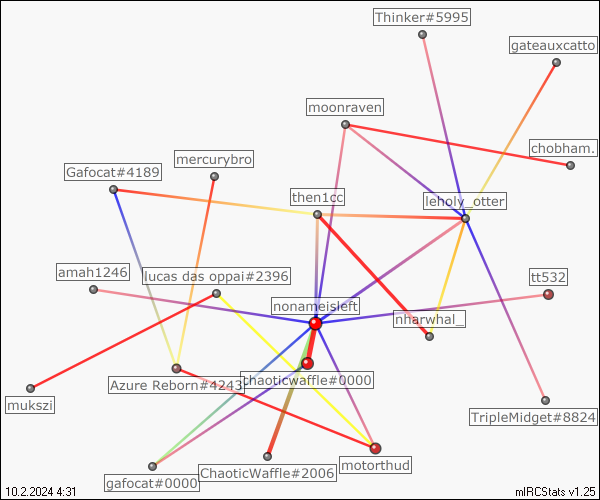 Thinker#5995
gateauxcatto
moonraven
chobham.
mercurybro
Gafocat#4189
then1cc
leholy_otter
amah1246
lucas das oppai#2396
tt532
nonameisleft
nharwhal_
Azure Reborn#4243
chaoticwaffle#0000
mukszi
TripleMidget#8824
motorthud
ChaoticWaffle#2006
gafocat#0000
10.2.2024 4:31
mIRCStats v1.25